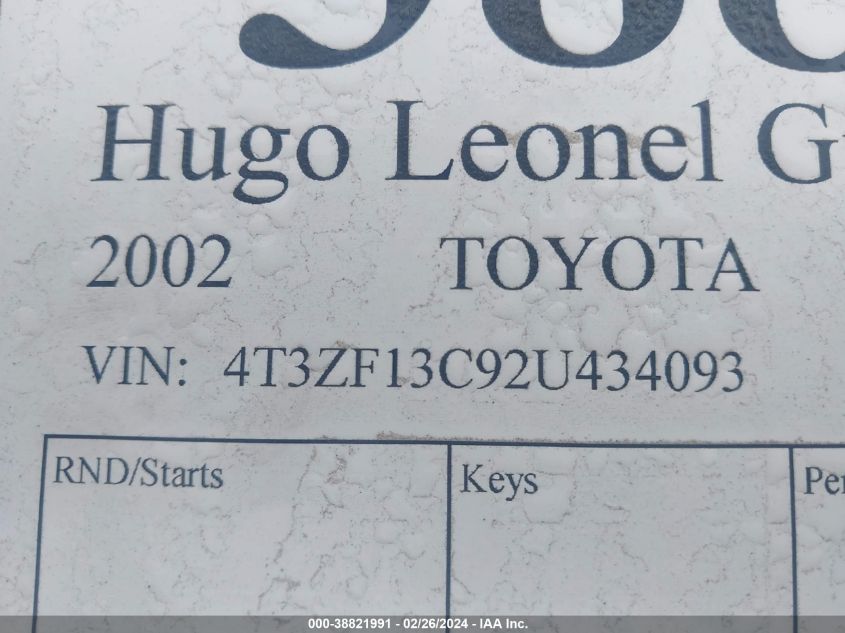 Hugo Leonel
2002 TOYOTA
VIN: 4T3ZF13C92U434093
RND/Starts Keys
000-38821991 - 02/26/2024 - IAA Inc.